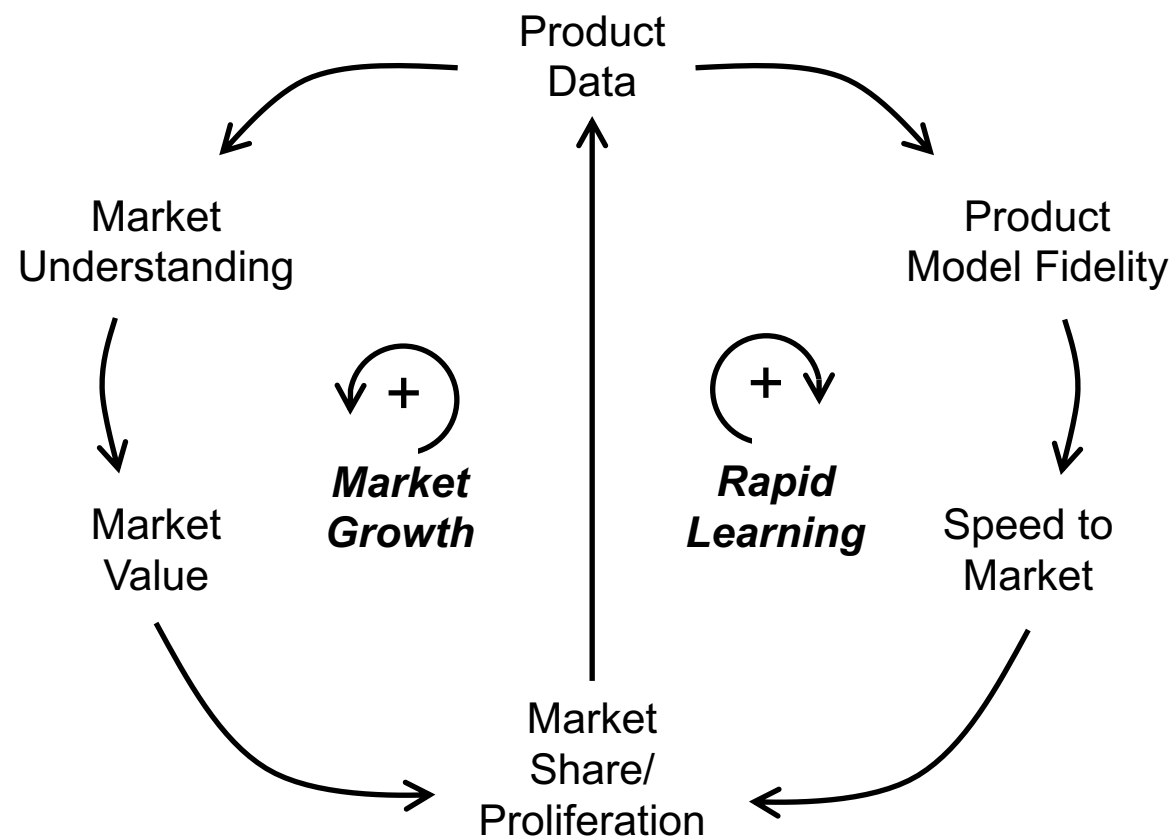 Product
Data
Market
Understanding
Product
Model Fidelity
+
+
Market
Growth
Rapid
Learning
Market
Value
Speed to
Market
Market
Share/
Proliferation